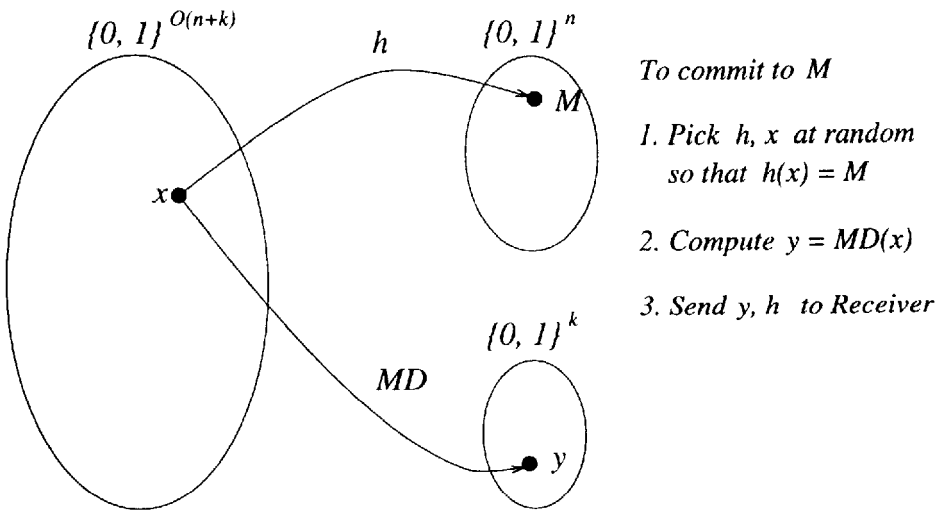 {0, 1}^O(n+k)
h
{0, 1}^n
M
x
MD
{0, 1}^k
y
To commit to M
1. Pick h, x at random
so that h(x) = M
2. Compute y = MD(x)
3. Send y, h to Receiver